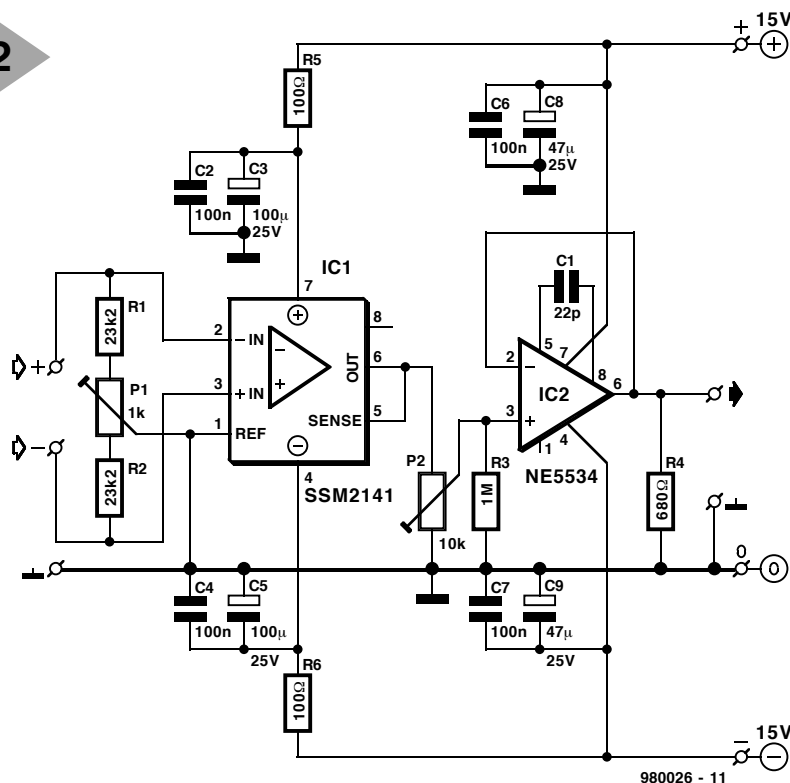 2
+ 15V
+
R5
100Ω
C6
100n
C8
47µ
25V
C2
100n
C3
100µ
25V
IC1
7
+
2
– IN
8
6
OUT
3
+ IN
5
SENSE
1
REF
–
4
SSM2141
–
+
R1
23k2
P1
1k
R2
23k2
+
–
C1
22p
5
7
8
2
–
IC2
6
3
+
1
4
NE5534
P2
10k
R3
1M
R4
680Ω
0
0
C4
100n
C5
100µ
25V
C7
100n
C9
47µ
25V
R6
100Ω
– 15V
–
980026 - 11